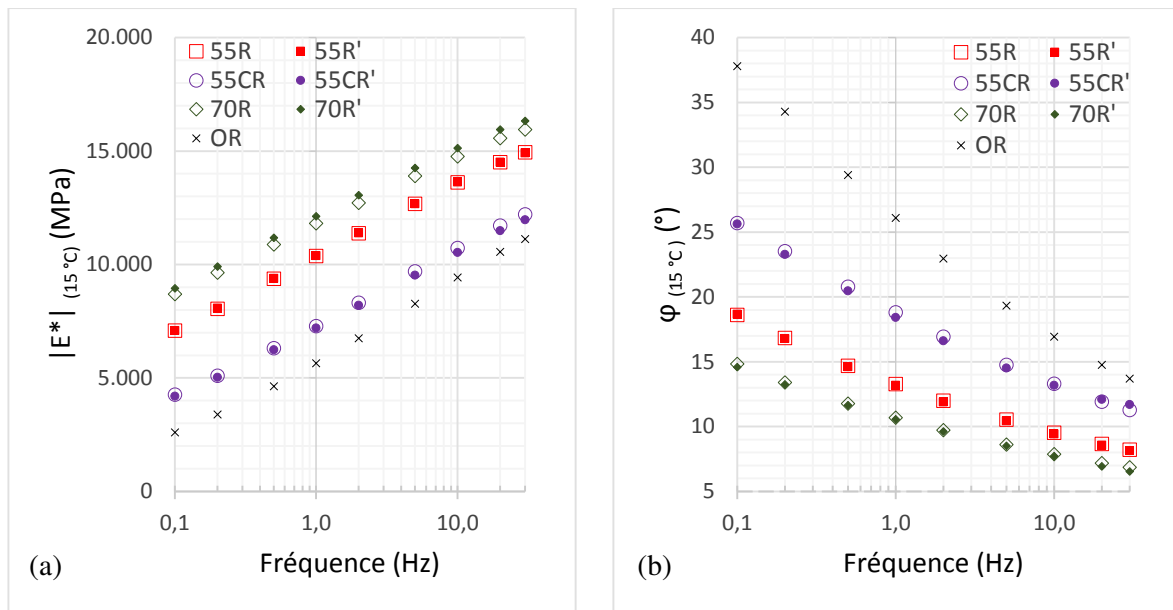 20.000
15.000
10.000
5.000
0
|E*| (15 °C) (MPa)
55R 55R'
55CR 55CR'
70R 70R'
OR
0,1 1,0 10,0
Fréquence (Hz)
(a)
40
35
30
25
20
15
10
5
φ (15 °C) (°)
55R 55R'
55CR 55CR'
70R 70R'
OR
0,1 1,0 10,0
Fréquence (Hz)
(b)